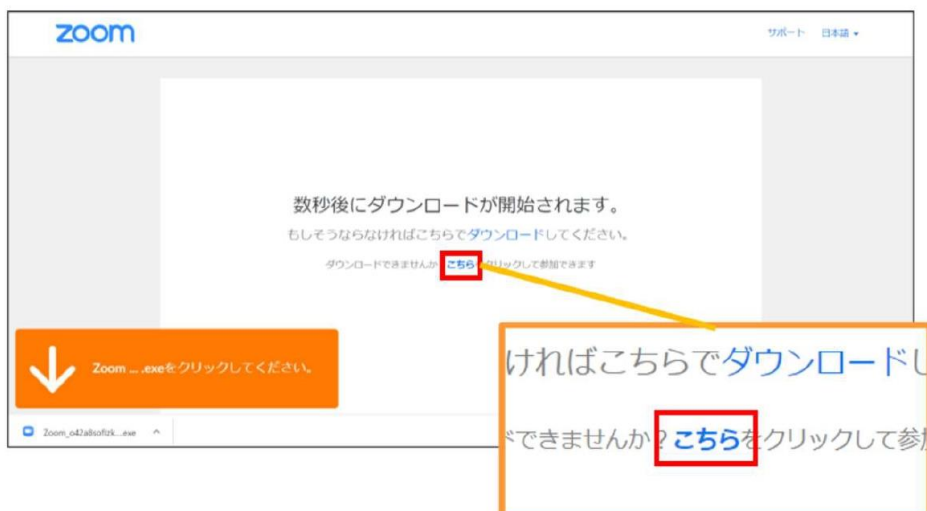 zoom
サポート 日本語
数秒後にダウンロードが開始されます。
もしそうならなければこちらでダウンロードしてください。
ダウンロードできませんか こちら クリックして参加できます
Zoom ... .exeをクリックしてください。
ければこちらでダウンロードし
できませんか？こちらをクリックして参